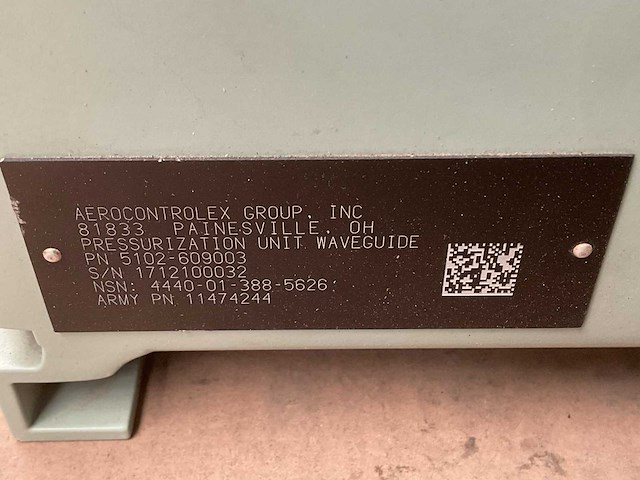 AEROCONTROLEX GROUP, INC
81833 PAINESVILLE, OH
PRESSURIZATION UNIT WAVEGUIDE
PN 5102-609003
S/N 1712100032
NSN: 4440-01-388-5626
ARMY PN 11474244